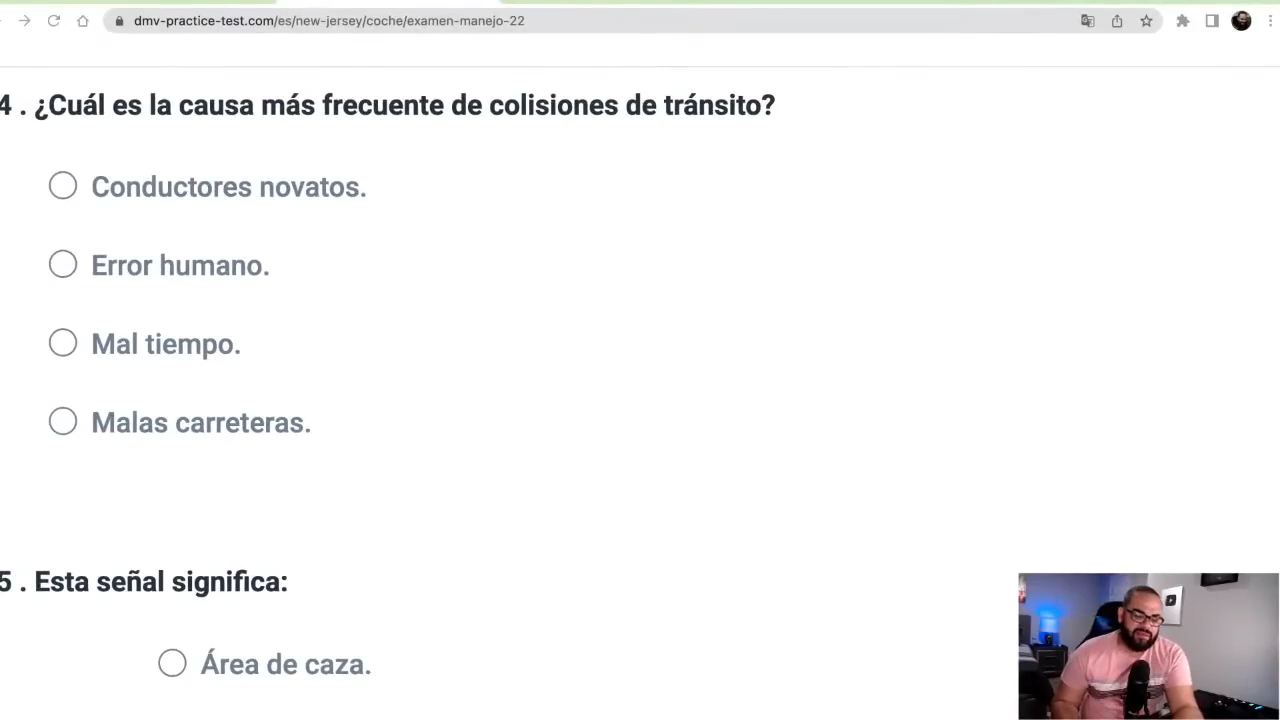 dmv-practice-test.com/es/new-jersey/coche/examen-manejo-22
4 . ¿Cuál es la causa más frecuente de colisiones de tránsito?
Conductores novatos.
Error humano.
Mal tiempo.
Malas carreteras.
5 . Esta señal significa:
Área de caza.